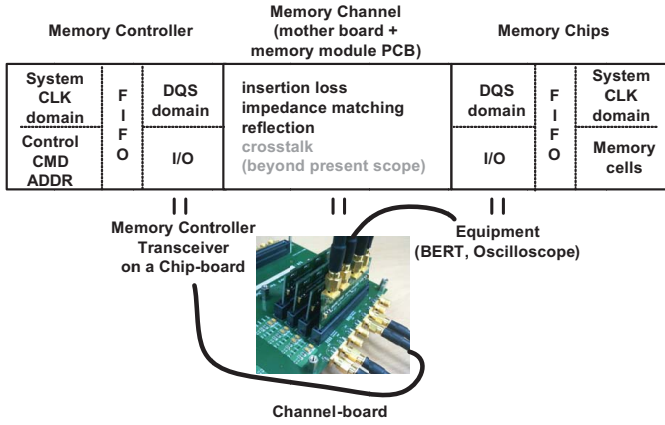 Memory Controller
Memory Channel
(mother board +
memory module PCB)
Memory Chips
System
CLK
domain
Control
CMD
ADDR
F
I
F
O
DQS
domain
I/O
insertion loss
impedance matching
reflection
crosstalk
(beyond present scope)
DQS
domain
I/O
F
I
F
O
System
CLK
domain
Memory
cells
Memory Controller
Transceiver
on a Chip-board
Equipment
(BERT, Oscilloscope)
Channel-board